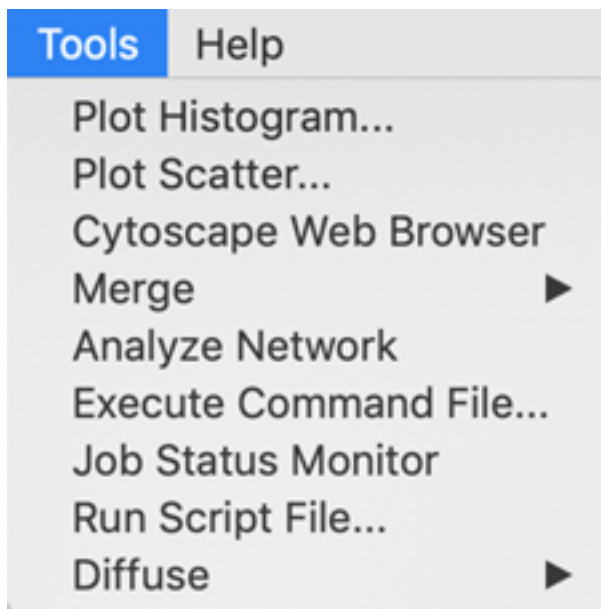 Tools Help
Plot Histogram...
Plot Scatter...
Cytoscape Web Browser
Merge
Analyze Network
Execute Command File...
Job Status Monitor
Run Script File...
Diffuse